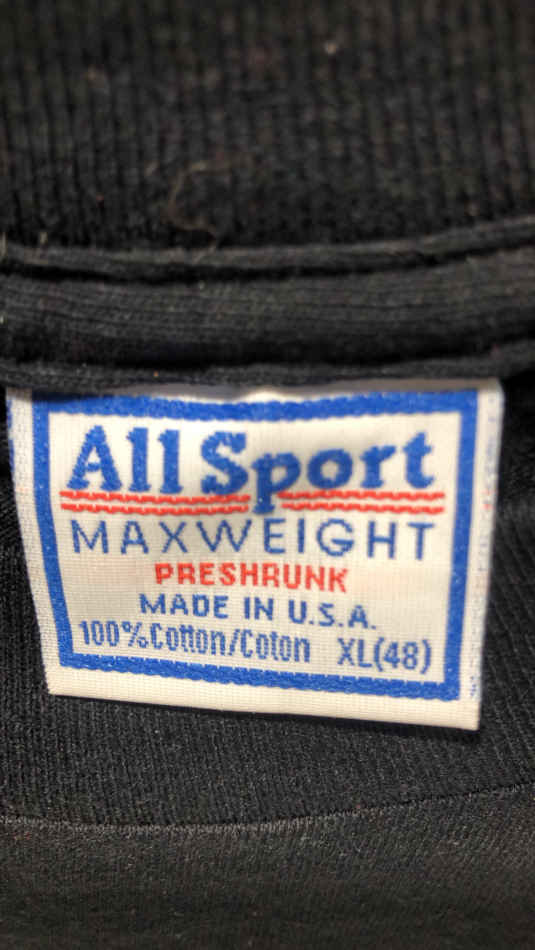 All Sport
MAXWEIGHT
PRESHRUNK
MADE IN U.S.A.
100% Cotton/Coton XL(48)